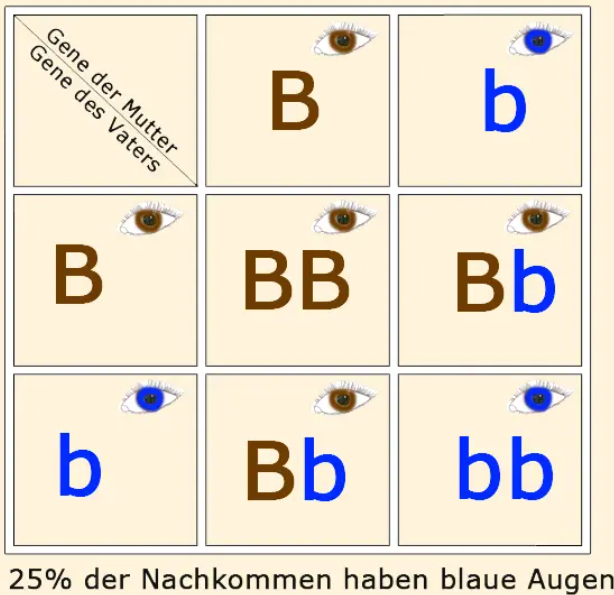 Gene der Mutter
Gene des Vaters
B
b
B
BB
Bb
b
Bb
bb
25% der Nachkommen haben blaue Augen